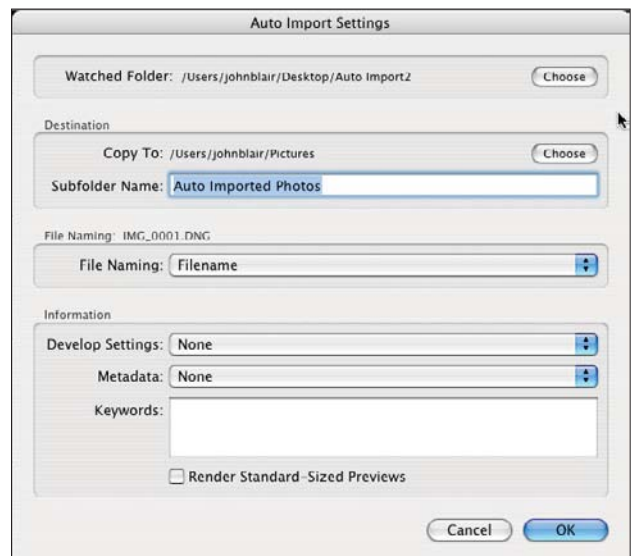 Auto Import Settings
Watched Folder: /Users/johnblair/Desktop/Auto Import2 Choose
Destination
Copy To: /Users/johnblair/Pictures Choose
Subfolder Name: Auto Imported Photos
File Naming: IMG_0001.DNG
File Naming: Filename
Information
Develop Settings: None
Metadata: None
Keywords:
Render Standard-Sized Previews
Cancel OK